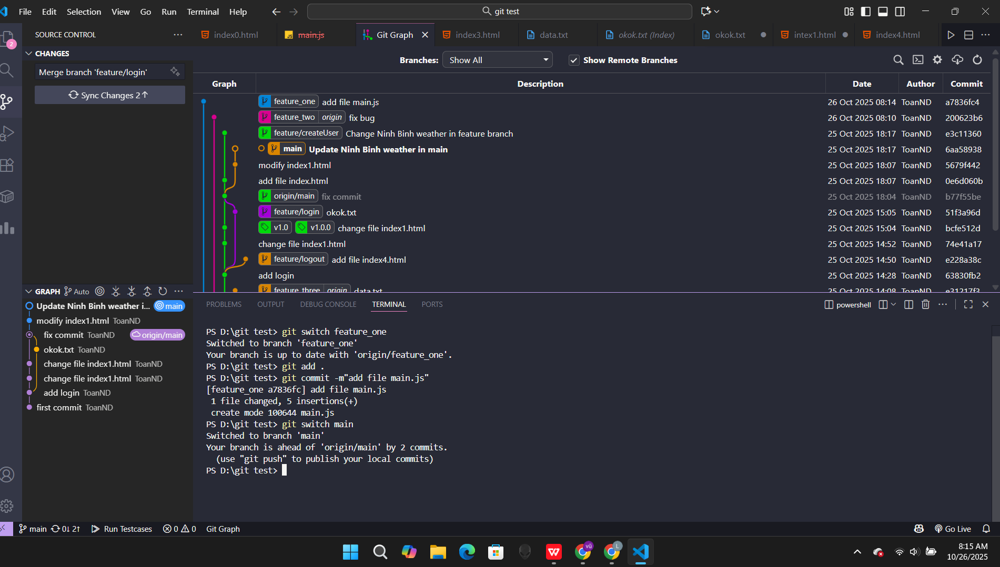 File Edit Selection View Go Run Terminal Help
git test
SOURCE CONTROL
index0.html
main.js
Git Graph
index3.html
data.txt
okok.txt (Index)
okok.txt
intex1.html
index4.html
2
CHANGES
Merge branch 'feature/login'
Sync Changes 2↑
Branches: Show All Show Remote Branches
Graph Description Date Author Commit
feature_one add file main.js 26 Oct 2025 08:14 ToanND a7836fc4
feature_two origin fix bug 26 Oct 2025 08:10 ToanND 200623b6
feature/createUser Change Ninh Binh weather in feature branch 25 Oct 2025 18:17 ToanND e3c11360
main Update Ninh Binh weather in main 25 Oct 2025 18:17 ToanND 6aa58938
modify index1.html 25 Oct 2025 18:07 ToanND 5679f442
add file index.html 25 Oct 2025 18:07 ToanND 0e6d060b
origin/main fix commit 25 Oct 2025 18:04 ToanND b77f55be
feature/login okok.txt 25 Oct 2025 15:05 ToanND 51f3a96d
v1.0 v1.0.0 change file index1.html 25 Oct 2025 15:04 ToanND bcfe512d
change file index1.html 25 Oct 2025 14:52 ToanND 74e41a17
feature/logout add file index4.html 25 Oct 2025 14:50 ToanND e228a38c
add login 25 Oct 2025 14:28 ToanND 63830fb2
feature_three origin data.txt 25 Oct 2025 14:08 ToanND e31217f3
GRAPH Auto
Update Ninh Binh weather i... main
modify index1.html ToanND
fix commit ToanND origin/main
okok.txt ToanND
change file index1.html ToanND
change file index1.html ToanND
add login ToanND
first commit ToanND
PROBLEMS OUTPUT DEBUG CONSOLE TERMINAL PORTS
powershell
PS D:\git test> git switch feature_one
Switched to branch 'feature_one'
Your branch is up to date with 'origin/feature_one'.
PS D:\git test> git add .
PS D:\git test> git commit -m"add file main.js"
[feature_one a7836fc] add file main.js
1 file changed, 5 insertions(+)
create mode 100644 main.js
PS D:\git test> git switch main
Switched to branch 'main'
Your branch is ahead of 'origin/main' by 2 commits.
(use "git push" to publish your local commits)
PS D:\git test>
main 0↓ 2↑ Run Testcases 0 0 Git Graph
Go Live
vũ
L
8:15 AM
10/26/2025